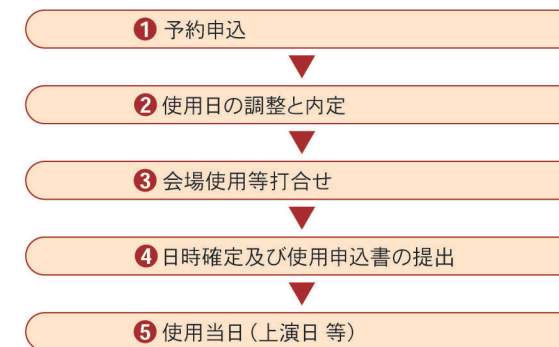 ❶ 予約申込
❷ 使用日の調整と内定
❸ 会場使用等打合せ
❹ 日時確定及び使用申込書の提出
❺ 使用当日（上演日 等）